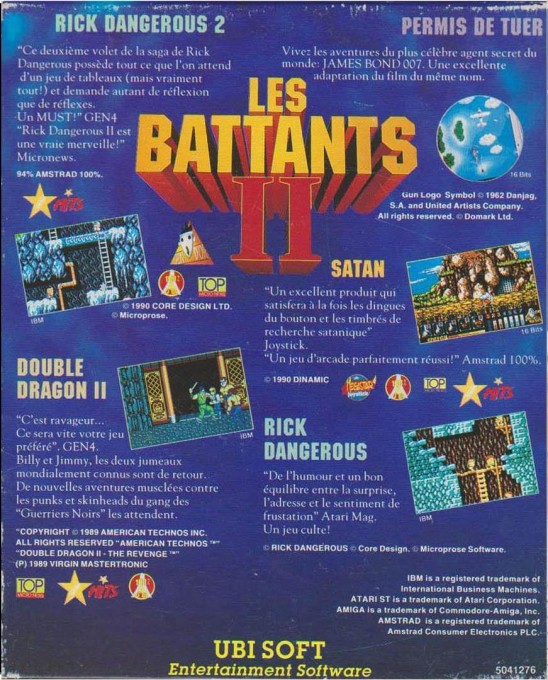 RICK DANGEROUS 2
"Ce deuxième volet de la saga de Rick
Dangerous possède tout ce que l'on attend
d'un jeu de tableaux (mais vraiment
tout!) et demande autant de réflexion
que de réflexes.
Un MUST!" GEN4
"Rick Dangerous II est
une vraie merveille!"
Micronews.
94% AMSTRAD 100%.
HITS
IBM
TOP
© 1990 CORE DESIGN LTD.
© Microprose.
PERMIS DE TUER
Vivez les aventures du plus célèbre agent secret du
monde: JAMES BOND 007. Une excellente
adaptation du film du même nom.
16 Bits
Gun Logo Symbol © 1962 Danjaq,
S.A. and United Artists Company.
All rights reserved. © Domark Ltd.
LES
BATTANTS
II
SATAN
"Un excellent produit qui
satisfera à la fois les dingues
du bouton et les timbrés de
recherche satanique"
Joystick.
"Un jeu d'arcade parfaitement réussi!" Amstrad 100%.
16 Bits
© 1990 DINAMIC
TOP
HITS
DOUBLE
DRAGON II
IBM
"C'est ravageur...
Ce sera vite votre jeu
préféré". GEN4.
Billy et Jimmy, les deux jumeaux
mondialement connus sont de retour.
De nouvelles aventures musclées contre
les punks et skinheads du gang des
"Guerriers Noirs" les attendent.
"COPYRIGHT © 1989 AMERICAN TECHNOS INC.
ALL RIGHTS RESERVED "AMERICAN TECHNOS ™"
"DOUBLE DRAGON II - THE REVENGE ™"
(P) 1989 VIRGIN MASTERTRONIC
TOP
HITS
RICK
DANGEROUS
"De l'humour et un bon
équilibre entre la surprise,
l'adresse et le sentiment de
frustation" Atari Mag.
Un jeu culte!
IBM
© RICK DANGEROUS © Core Design. © Microprose Software.
IBM is a registered trademark of
International Business Machines.
ATARI ST is a trademark of Atari Corporation.
AMIGA is a trademark of Commodore-Amiga, Inc.
AMSTRAD is a registered trademark of
Amstrad Consumer Electronics PLC.
UBI SOFT
Entertainment Software
5041276